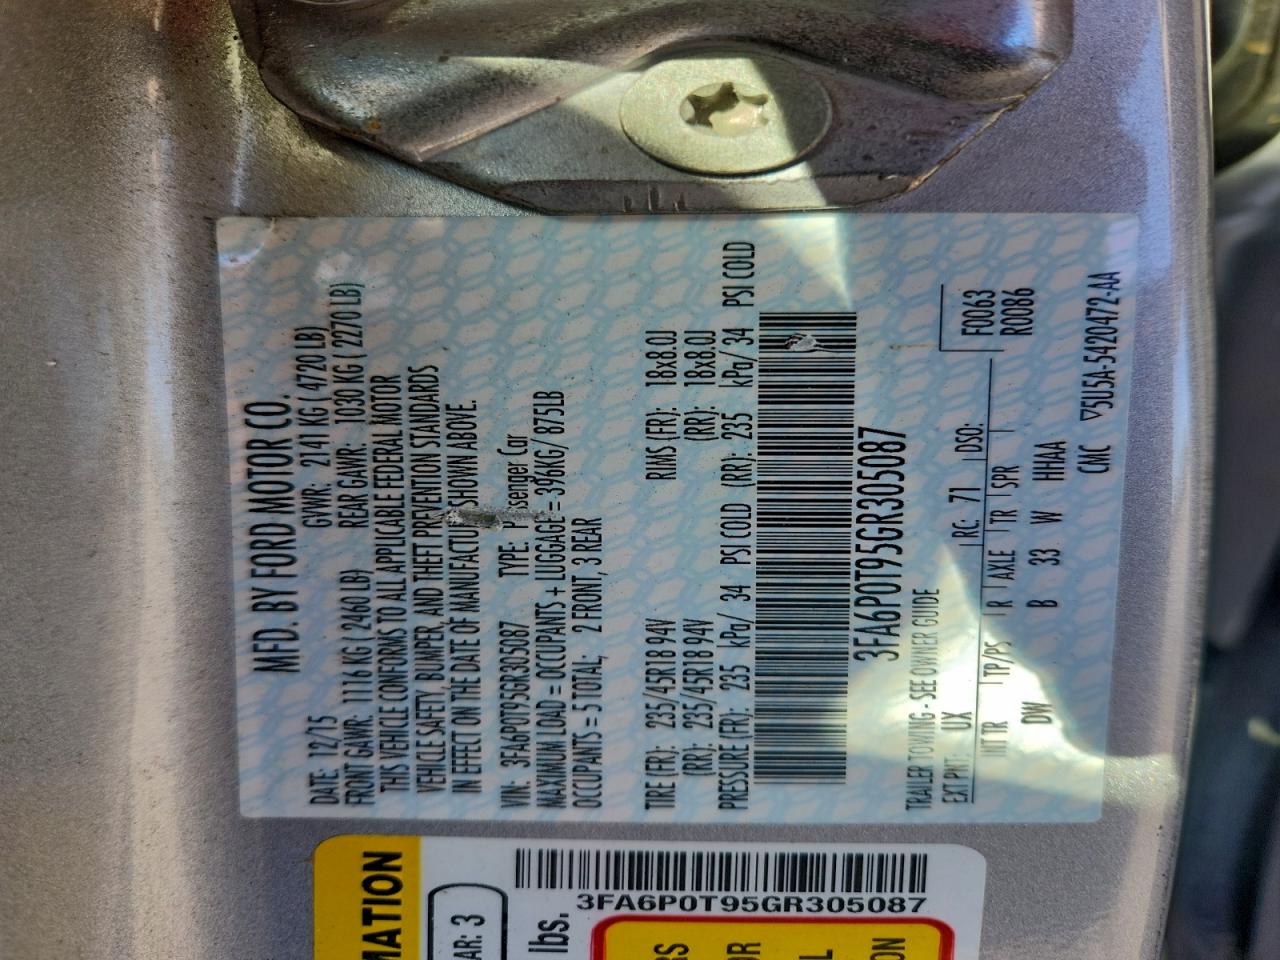 MFD. BY FORD MOTOR CO.
DATE: 12/15 GVWR: 2141 KG ( 4720 LB)
FRONT GAWR: 1116 KG ( 2460 LB) REAR GAWR: 1030 KG ( 2270 LB)
THIS VEHICLE CONFORMS TO ALL APPLICABLE FEDERAL MOTOR
VEHICLE SAFETY, BUMPER, AND THEFT PREVENTION STANDARDS
IN EFFECT ON THE DATE OF MANUFACTU SHOWN ABOVE.
VIN: 3FA6P0T95GR305087 TYPE: P ssenger Car
MAXIMUM LOAD = OCCUPANTS + LUGGAGE = 396KG/ 875LB
OCCUPANTS = 5 TOTAL; 2 FRONT, 3 REAR
TIRE (FR): 235/45R18 94V RIMS (FR): 18x8.0J
(RR): 235/45R18 94V (RR): 18x8.0J
PRESSURE (FR): 235 kPa/ 34 PSI COLD (RR): 235 kPa/ 34 PSI COLD
3FA6P0T95GR305087
TRAILER TOWING - SEE OWNER GUIDE
EXT PNT: UX RC: 71 DSO: F0063
INT TR TP/PS R AXLE TR SPR R0086
DW B 33 W HHAA
CMC ▽5U5A-5420472-AA
MATION
AR: 3
lbs.
3FA6P0T95GR305087
RS
OR
L
ON